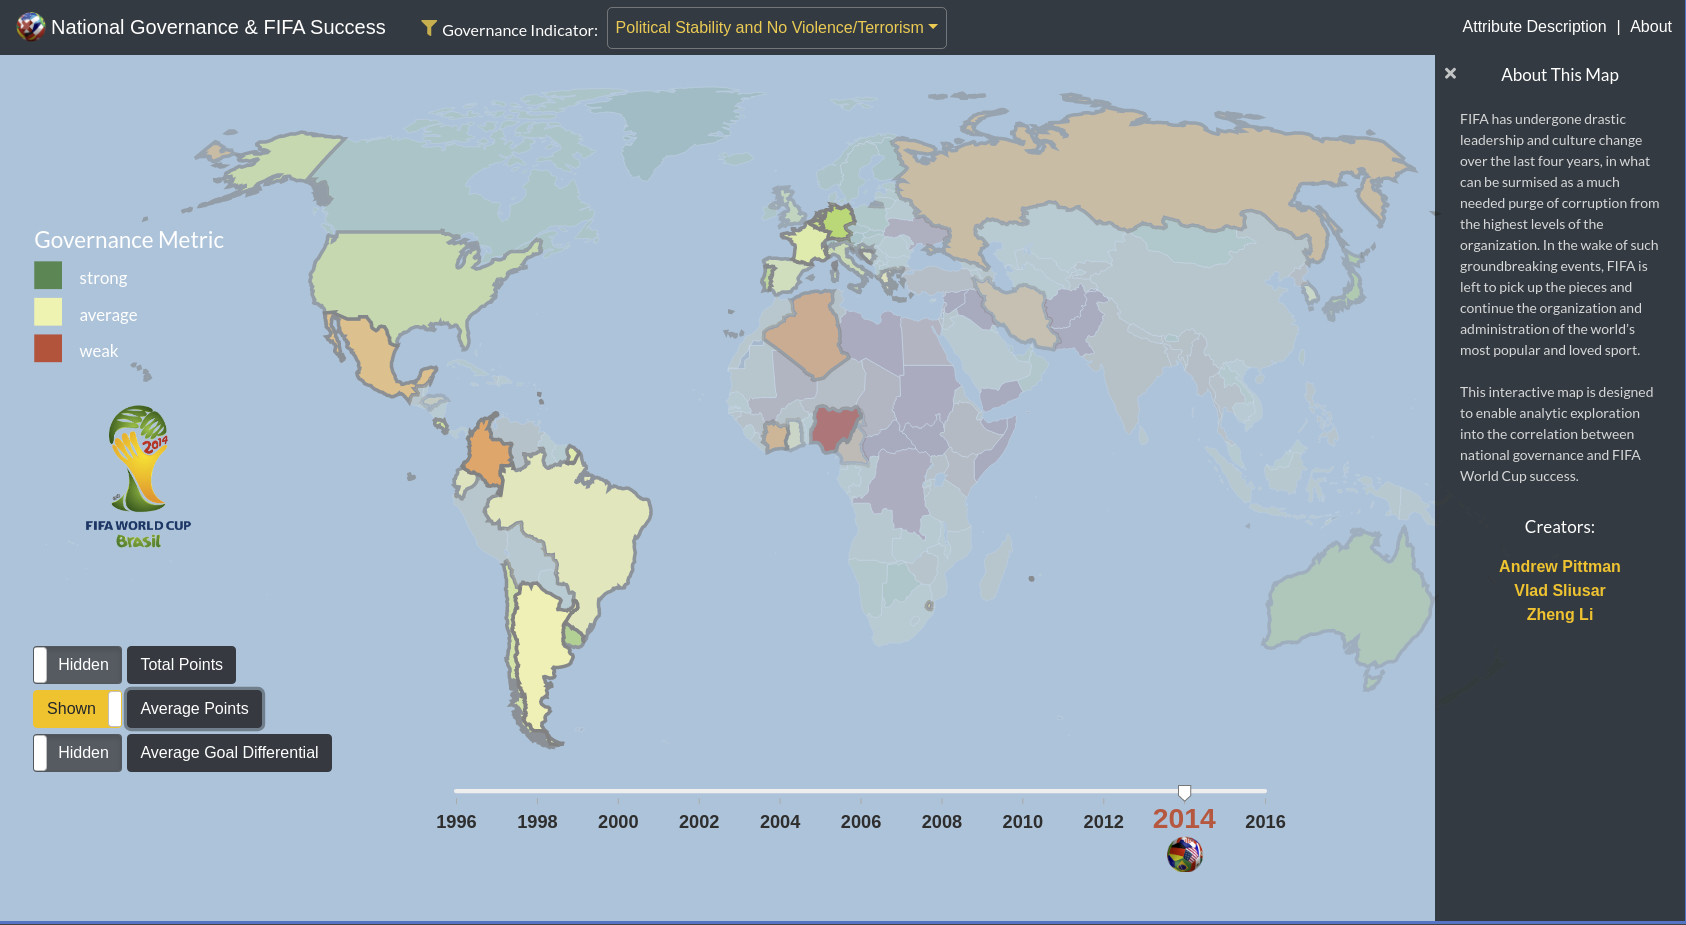 National Governance & FIFA Success
Governance Indicator:
Political Stability and No Violence/Terrorism
Attribute Description | About
About This Map
FIFA has undergone drastic
leadership and culture change
over the last four years, in what
can be surmised as a much
needed purge of corruption from
the highest levels of the
organization. In the wake of such
groundbreaking events, FIFA is
left to pick up the pieces and
continue the organization and
administration of the world's
most popular and loved sport.
This interactive map is designed
to enable analytic exploration
into the correlation between
national governance and FIFA
World Cup success.
Creators:
Andrew Pittman
Vlad Sliusar
Zheng Li
Governance Metric
strong
average
weak
2014
FIFA WORLD CUP
Brasil
Hidden Total Points
Shown Average Points
Hidden Average Goal Differential
1996 1998 2000 2002 2004 2006 2008 2010 2012 2014 2016